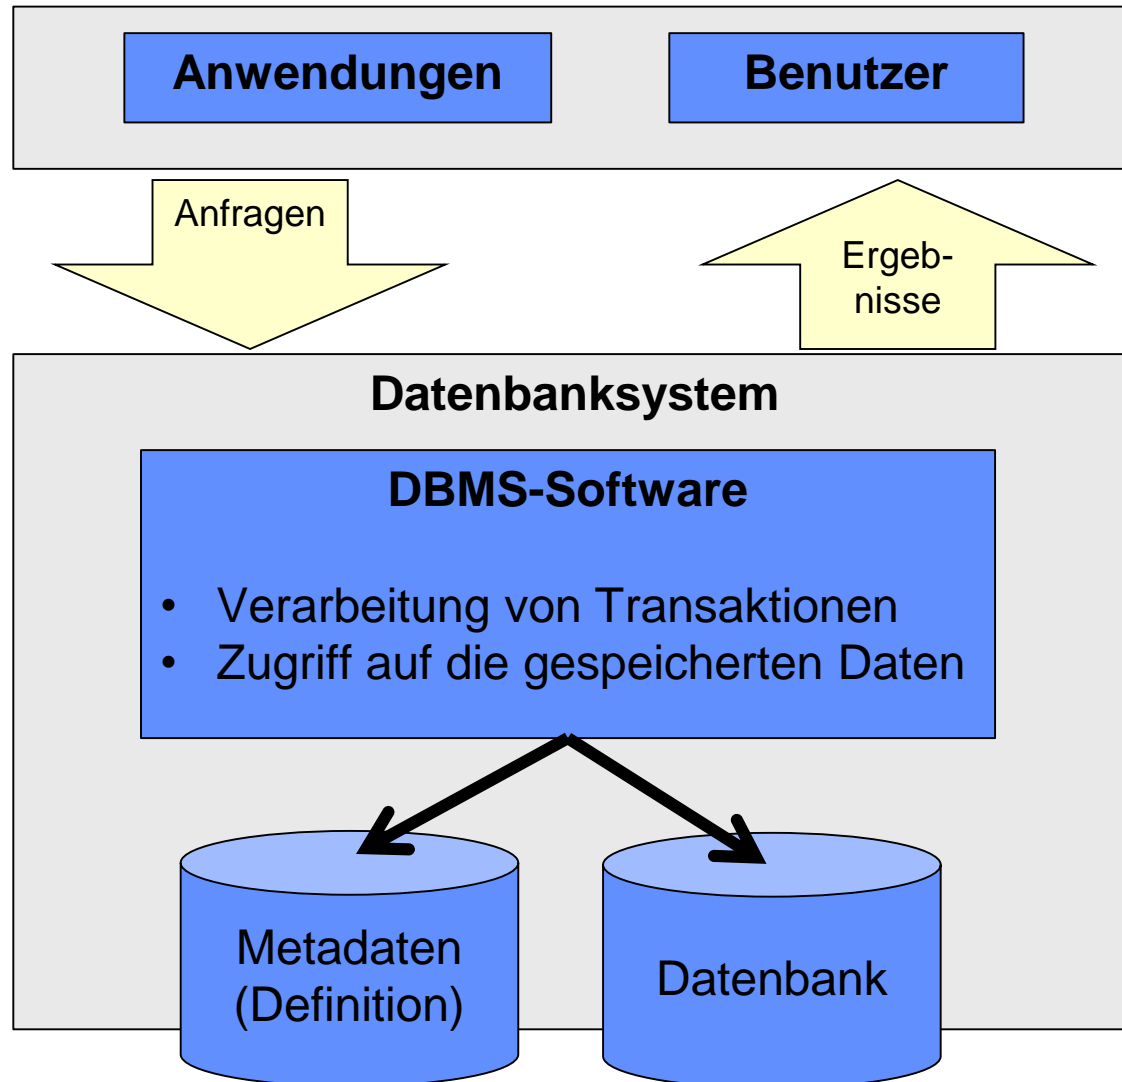 Anwendungen
Benutzer
Anfragen
Ergeb-
nisse
Datenbanksystem
DBMS-Software
• Verarbeitung von Transaktionen
• Zugriff auf die gespeicherten Daten
Metadaten
(Definition)
Datenbank